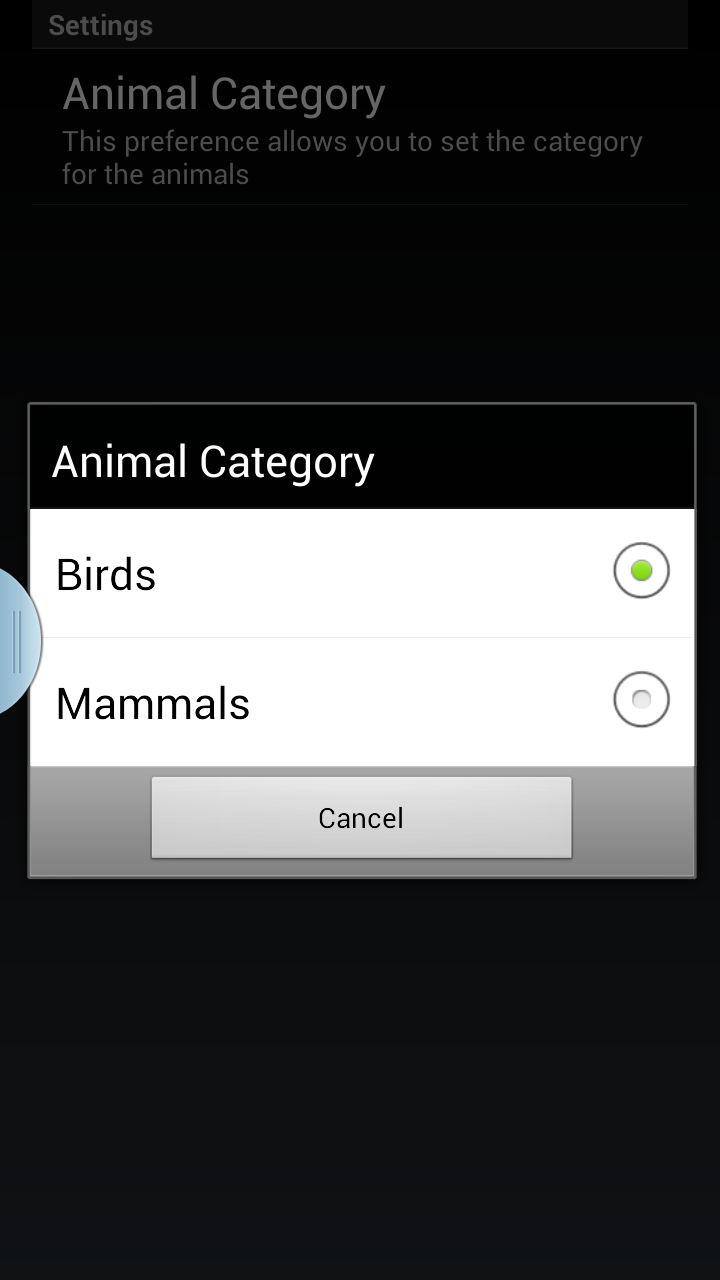 Settings
Animal Category
This preference allows you to set the category
for the animals
Animal Category
Birds
Mammals
Cancel